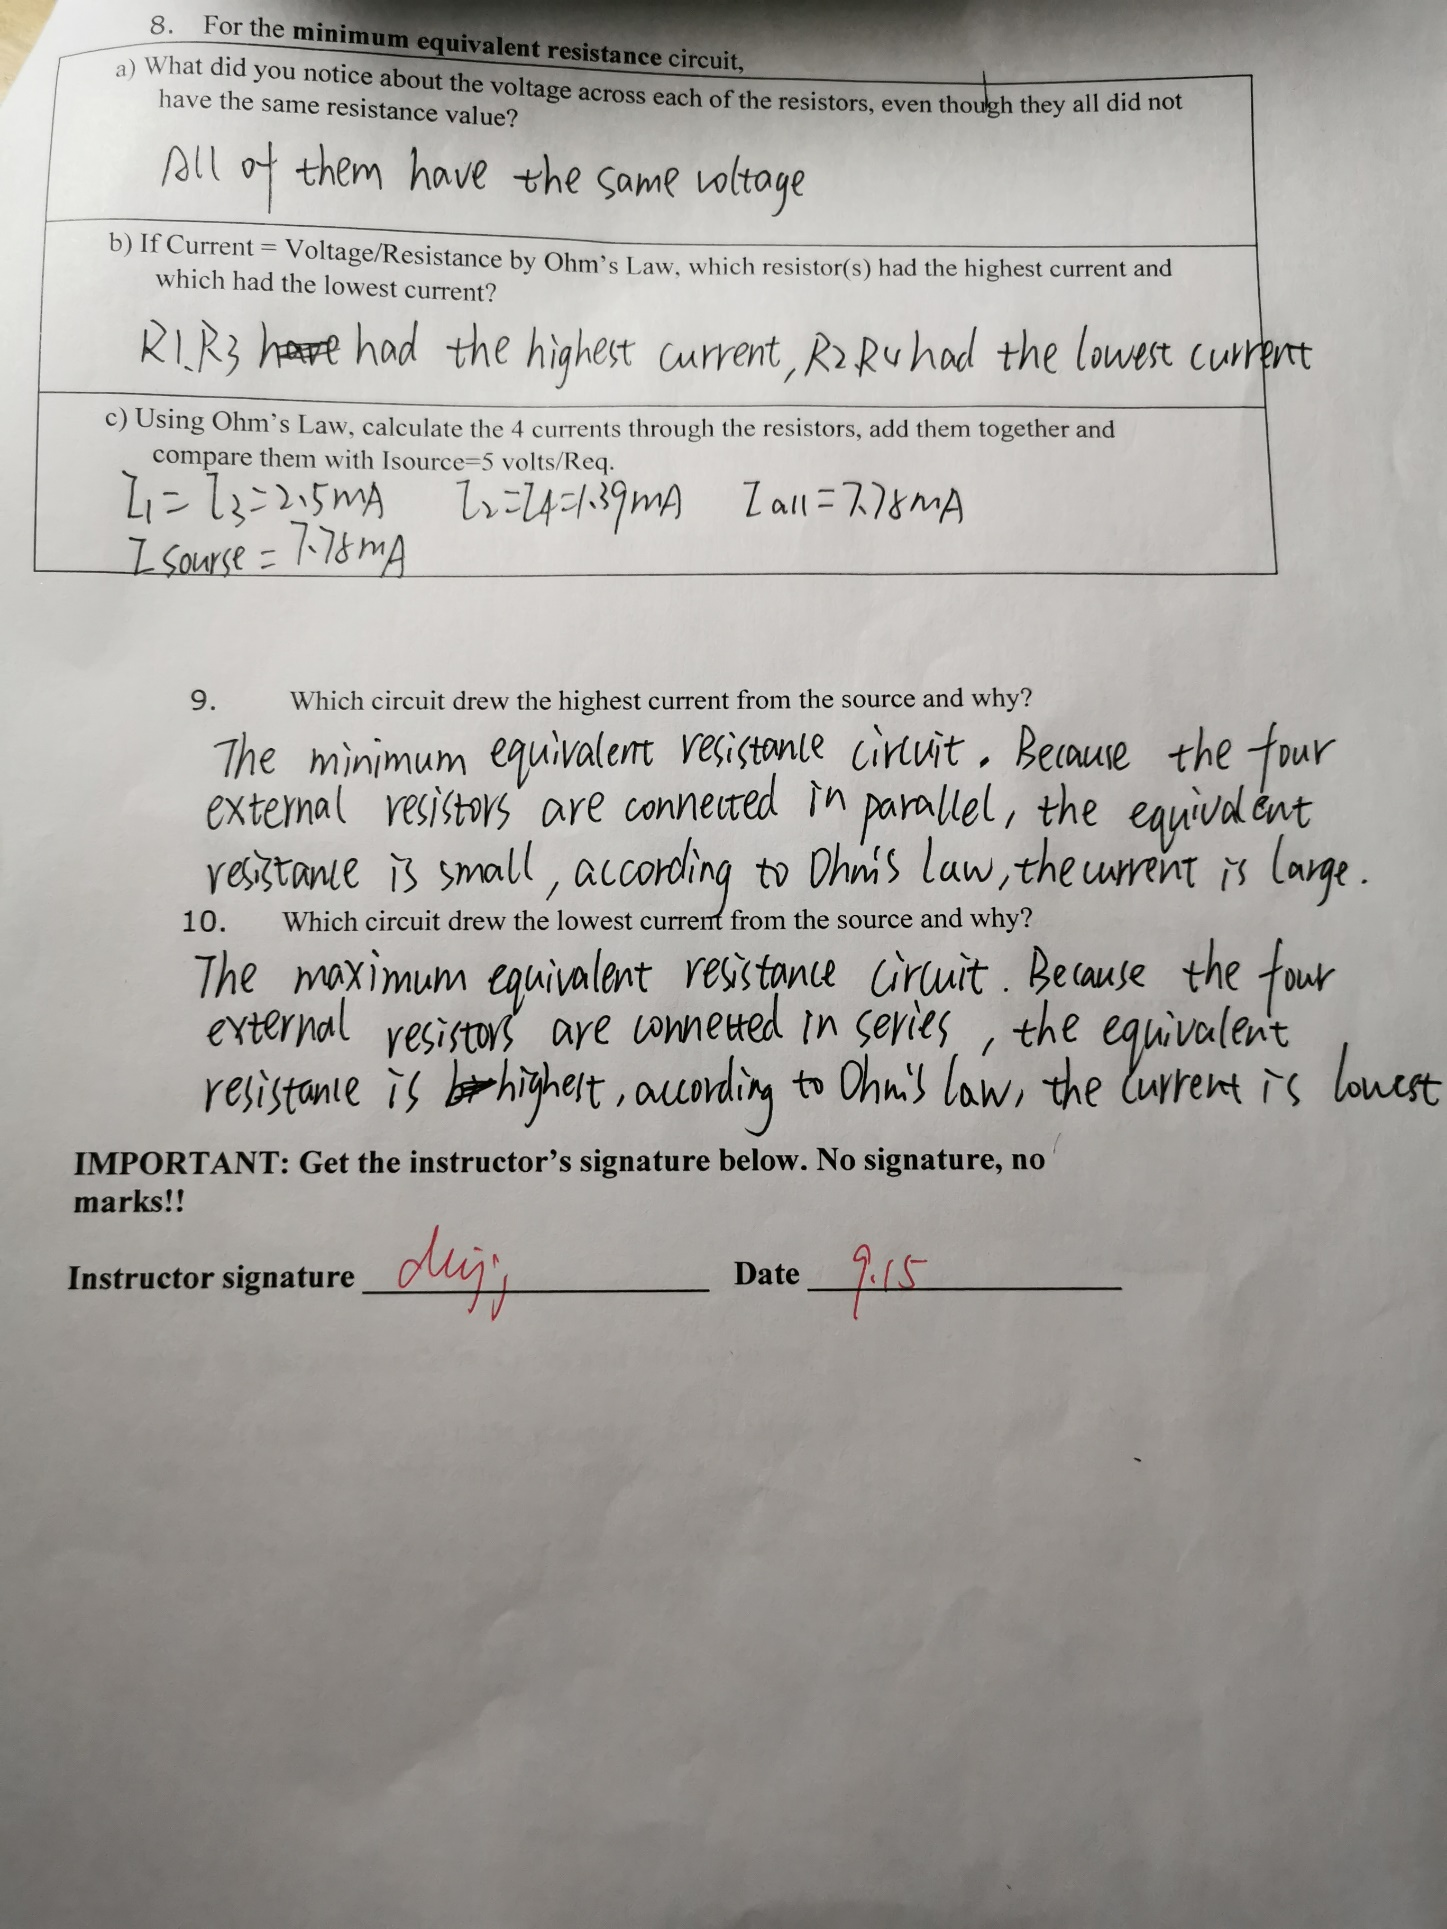 8. For the minimum equivalent resistance circuit,
a) What did you notice about the voltage across each of the resistors, even though they all did not
have the same resistance value?
All of them have the same voltage
b) If Current = Voltage/Resistance by Ohm's Law, which resistor(s) had the highest current and
which had the lowest current?
R1.R3 have had the highest current, R2.R4 had the lowest current
c) Using Ohm's Law, calculate the 4 currents through the resistors, add them together and
compare them with Isource=5 volts/Req.
I1 = I3=2.5mA I2=I4=1.39mA I all=7.78mA
I sourse = 7.78mA
9. Which circuit drew the highest current from the source and why?
The minimum equivalent resistance circuit. Because the four
external resistors are connected in parallel, the equivalent
resistance is small, according to Ohm's law, the current is large.
10. Which circuit drew the lowest current from the source and why?
The maximum equivalent resistance circuit. Because the four
external resistors are connected in series, the equivalent
resistance is highest, according to Ohm's law, the current is lowest
IMPORTANT: Get the instructor's signature below. No signature, no
marks!!
Instructor signature Date 9.15